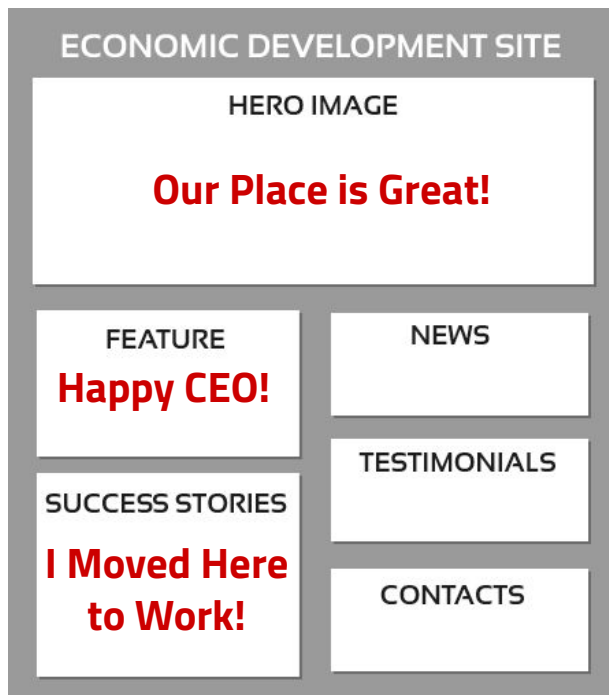 ECONOMIC DEVELOPMENT SITE
HERO IMAGE
Our Place is Great!
FEATURE
Happy CEO!
SUCCESS STORIES
I Moved Here
to Work!
NEWS
TESTIMONIALS
CONTACTS